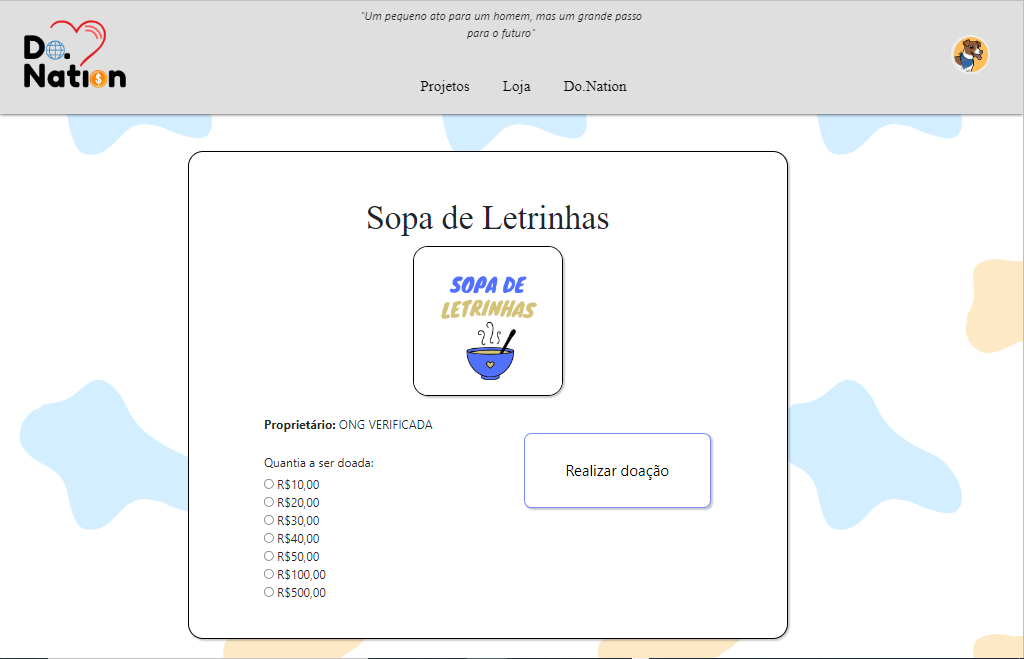 "Um pequeno ato para um homem, mas um grande passo
para o futuro"
Do.
Nation
Projetos
Loja
Do.Nation
Sopa de Letrinhas
SOPA DE
LETRINHAS
Proprietário: ONG VERIFICADA
Quantia a ser doada:
R$10,00
R$20,00
R$30,00
R$40,00
R$50,00
R$100,00
R$500,00
Realizar doação